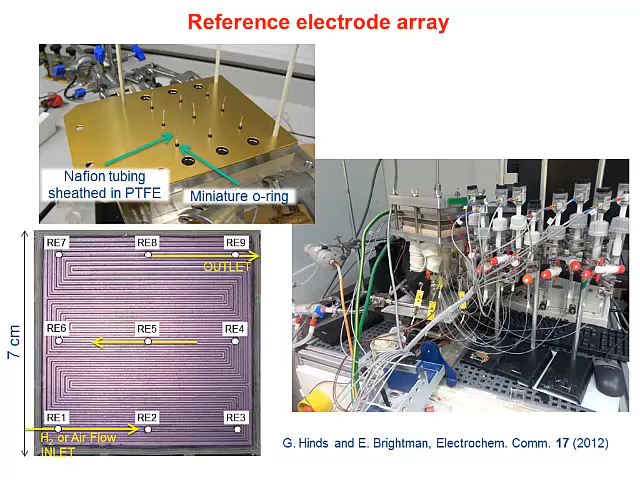 Reference electrode array
Nafion tubing
sheathed in PTFE
Miniature o-ring
RE7
RE8
RE9
OUTLET
7 cm
RE6
RE5
RE4
RE1
RE2
RE3
H2 or Air Flow
INLET
G. Hinds and E. Brightman, Electrochem. Comm. 17 (2012)